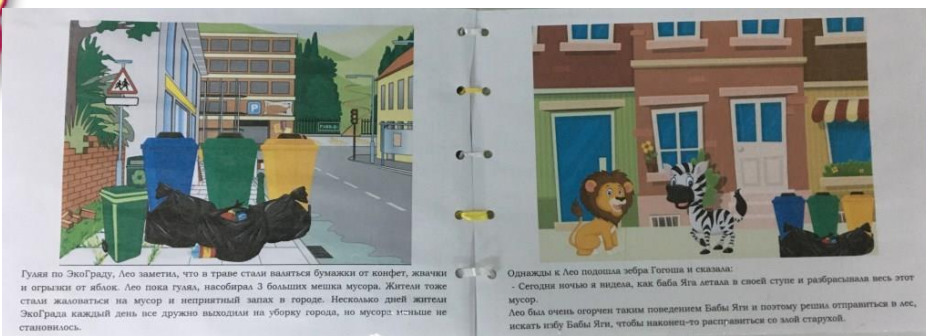 Гуляя по ЭкоГраду, Лео заметил, что в траве стали валяться бумажки от конфет, жвачки
и огрызки от яблок. Лео пока гулял, насобирал 3 больших мешка мусора. Жители тоже
стали жаловаться на мусор и неприятный запах в городе. Несколько дней жители
ЭкоГрада каждый день все дружно выходили на уборку города, но мусора меньше не
становилось.
Однажды к Лео подошла зебра Гогоша и сказала:
- Сегодня ночью я видела, как баба Яга летала в своей ступе и разбрасывала весь этот
мусор.
Лео был очень огорчен таким поведением Бабы Яги и поэтому решил отправиться в лес,
искать избу Бабы Яги, чтобы наконец-то расправиться со злой старухой.
P